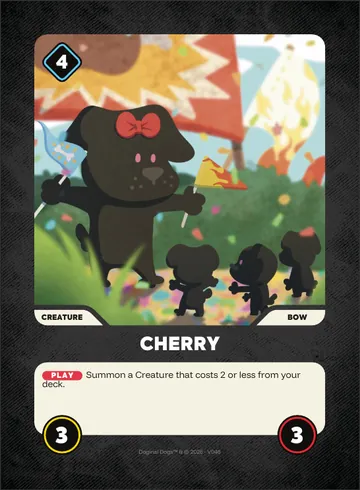 4
CREATURE
BOW
CHERRY
PLAY Summon a Creature that costs 2 or less from your
deck.
3
3